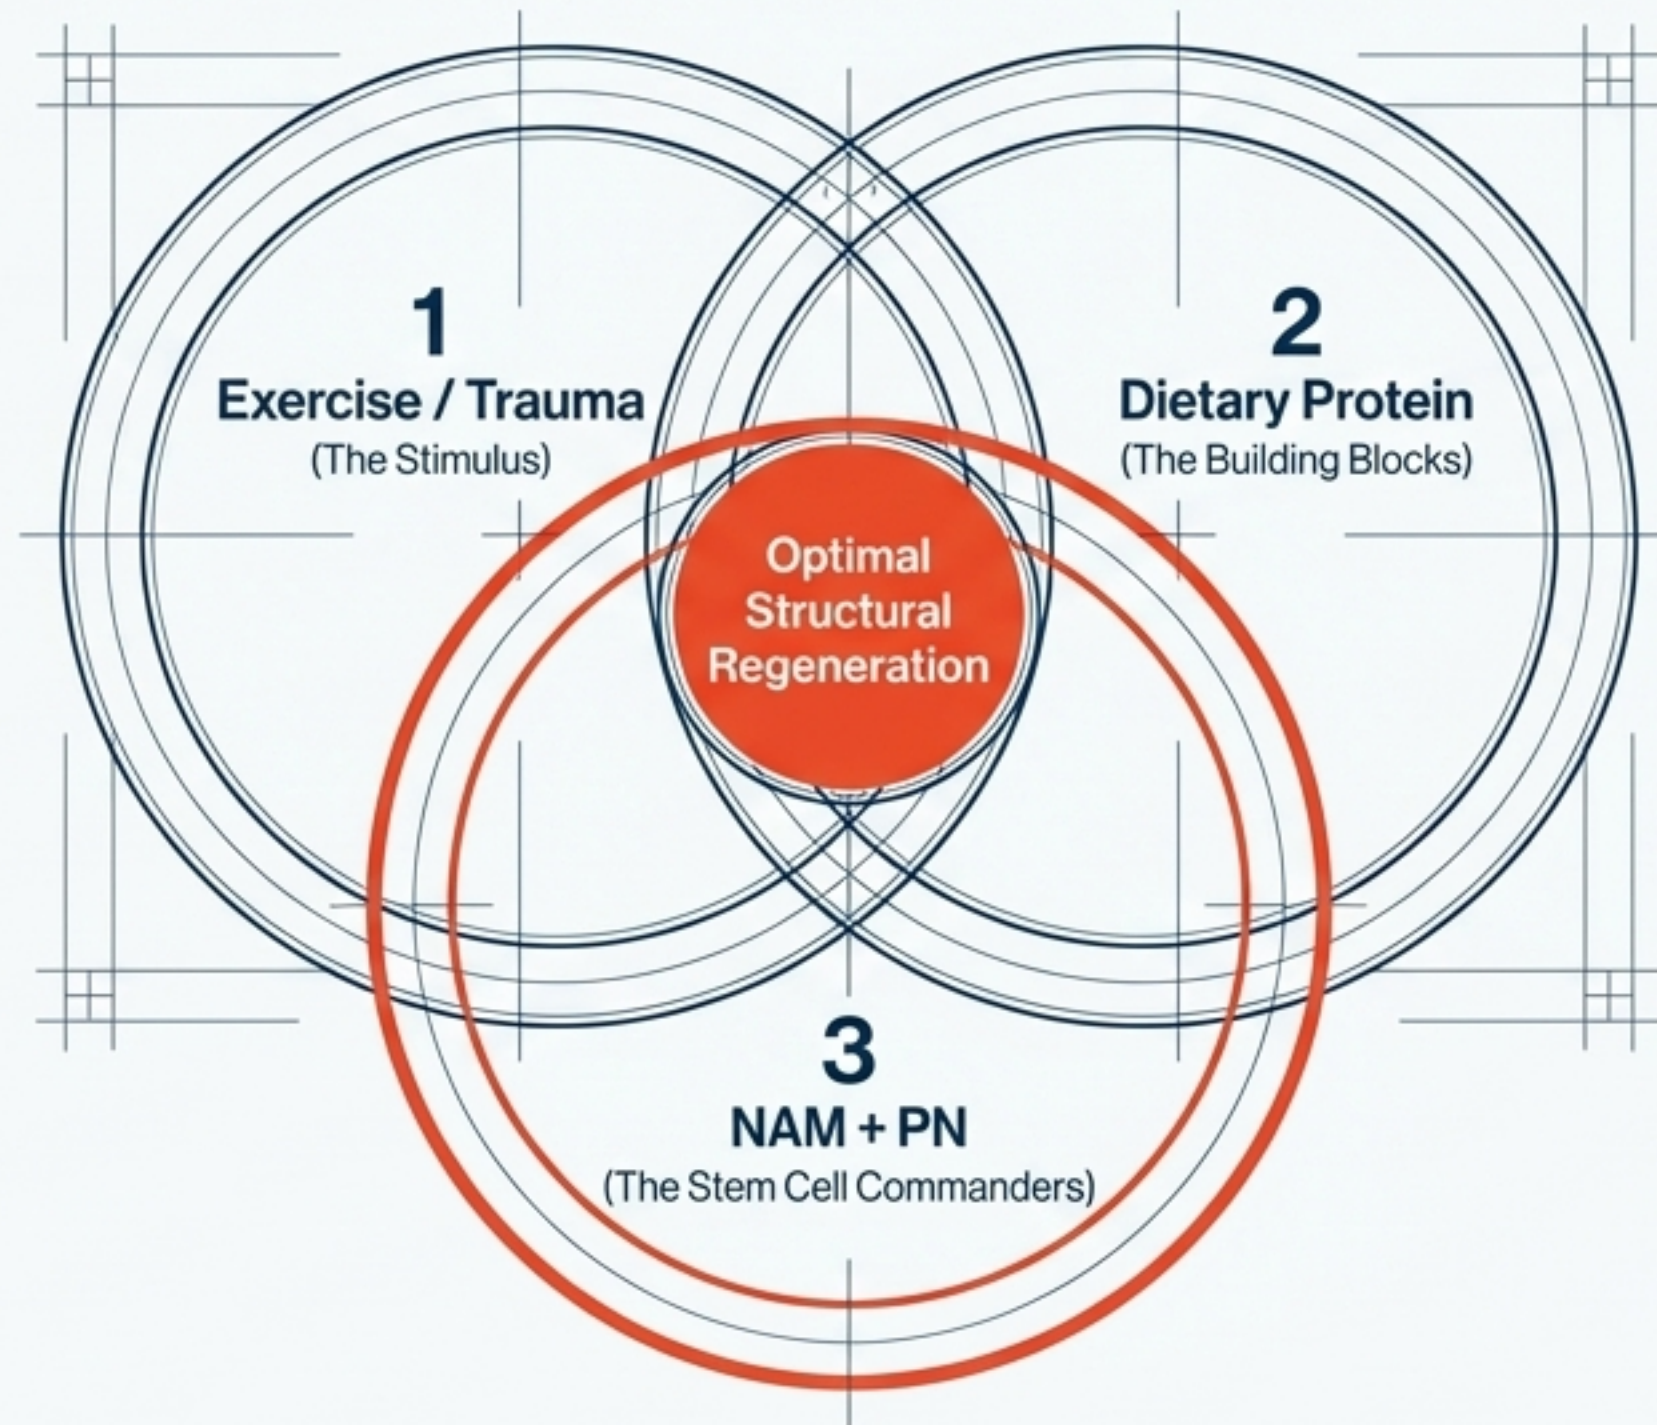 1
Exercise / Trauma
(The Stimulus)
2
Dietary Protein
(The Building Blocks)
Optimal
Structural
Regeneration
3
NAM + PN
(The Stem Cell Commanders)